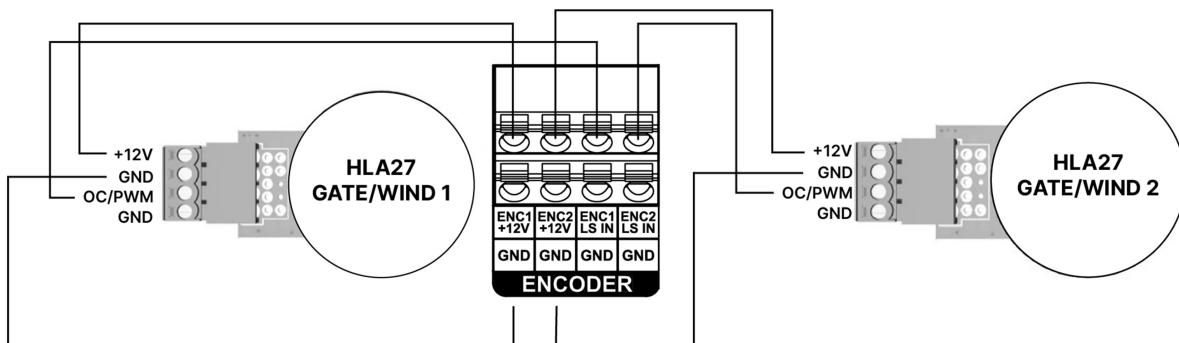 +12V
GND
OC/PWM
GND
HLA27
GATE/WIND 1
ENC1 ENC2 ENC1 ENC2
+12V +12V LS IN LS IN
GND GND GND GND
ENCODER
+12V
GND
OC/PWM
GND
HLA27
GATE/WIND 2